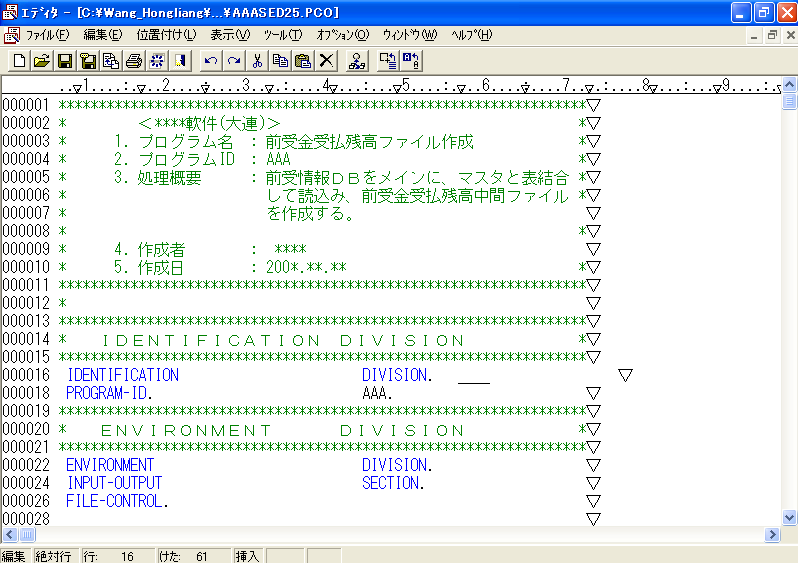 エディタ - [C:¥Wang_Hongliang¥...¥AAASED25.PCO]
ﾌｧｲﾙ(F) 編集(E) 位置付け(L) 表示(V) ﾂｰﾙ(T) ｵﾌﾟｼｮﾝ(O) ｳｨﾝﾄﾞｳ(W) ﾍﾙﾌﾟ(H)
....▽1....:▽...2....▽....3....▽:....4▽....:...▽5....:.▽..6....▽....7..▽.:....8▽....:..▽.9....:▽...
000001 ******************************************************************▽
000002 * ＜****軟件(大連)＞ *▽
000003 * 1. プログラム名 : 前受金受払残高ファイル作成 *▽
000004 * 2. プログラムID : AAA *▽
000005 * 3. 処理概要 : 前受情報ＤＢをメインに、マスタと表結合 *▽
000006 * して読込み、前受金受払残高中間ファイル *▽
000007 * を作成する。 *▽
000008 * *▽
000009 * 4. 作成者 : **** *▽
000010 * 5. 作成日 : 200*.**.** *▽
000011 ******************************************************************▽
000012 * ▽
000013 ******************************************************************▽
000014 * ＩＤＥＮＴＩＦＩＣＡＴＩＯＮ ＤＩＶＩＳＩＯＮ *▽
000015 ******************************************************************▽
000016 IDENTIFICATION DIVISION. ____ ▽
000018 PROGRAM-ID. AAA. ▽
000019 ******************************************************************▽
000020 * ＥＮＶＩＲＯＮＭＥＮＴ ＤＩＶＩＳＩＯＮ *▽
000021 ******************************************************************▽
000022 ENVIRONMENT DIVISION. ▽
000024 INPUT-OUTPUT SECTION. ▽
000026 FILE-CONTROL. ▽
000028 ▽
編集 絶対行 行: 16 けた: 61 挿入